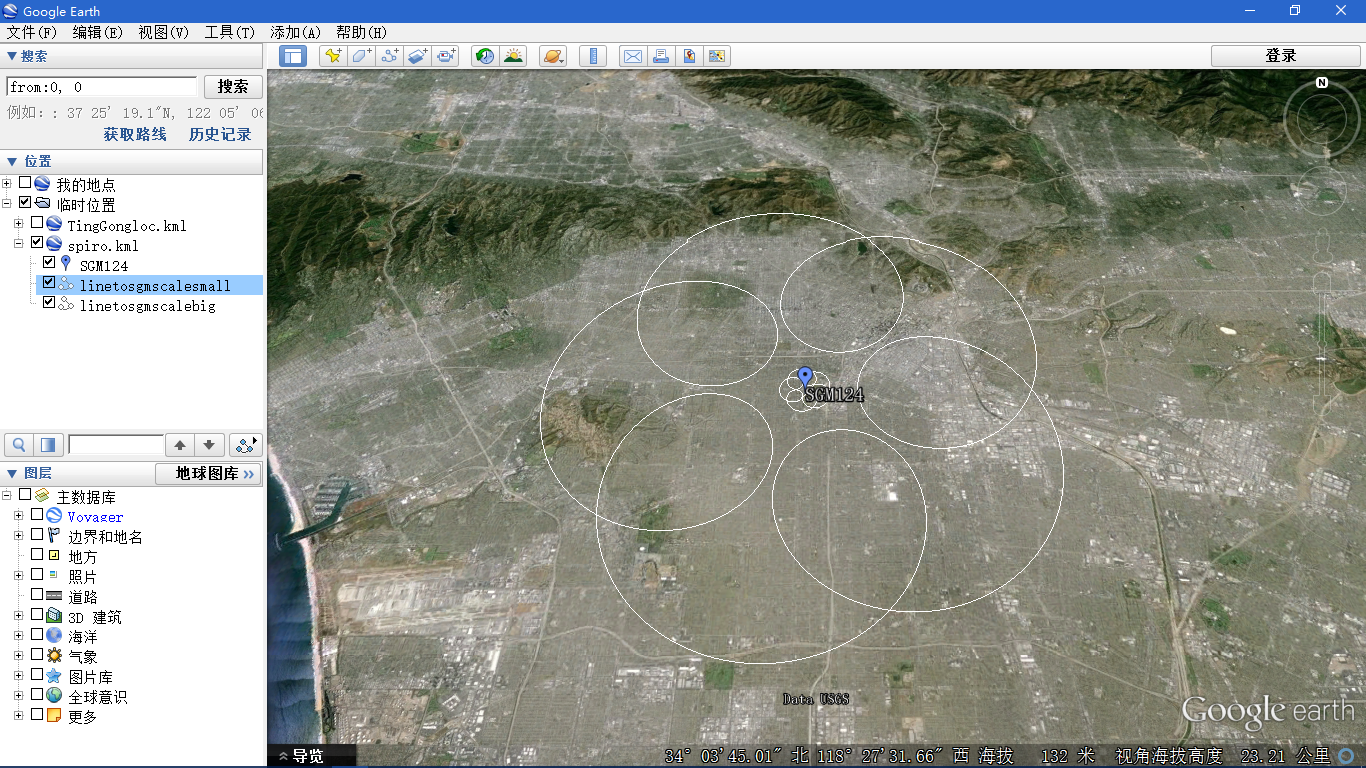 Google Earth
文件(F) 编辑(E) 视图(V) 工具(T) 添加(A) 帮助(H)
搜索
登录
from:0, 0
搜索
例如:: 37 25' 19.1"N, 122 05' 06
获取路线 历史记录
位置
我的地点
临时位置
TingGongloc.kml
spiro.kml
SGM124
linetosgmscalesmall
linetosgmscalebig
图层
地球图库 »
主数据库
Voyager
边界和地名
地方
照片
道路
3D 建筑
海洋
气象
图片库
全球意识
更多
N
SGM124
Data USGS
Google earth
导览
34° 03'45.01" 北 118° 27'31.66" 西 海拔 132 米 视角海拔高度 23.21 公里